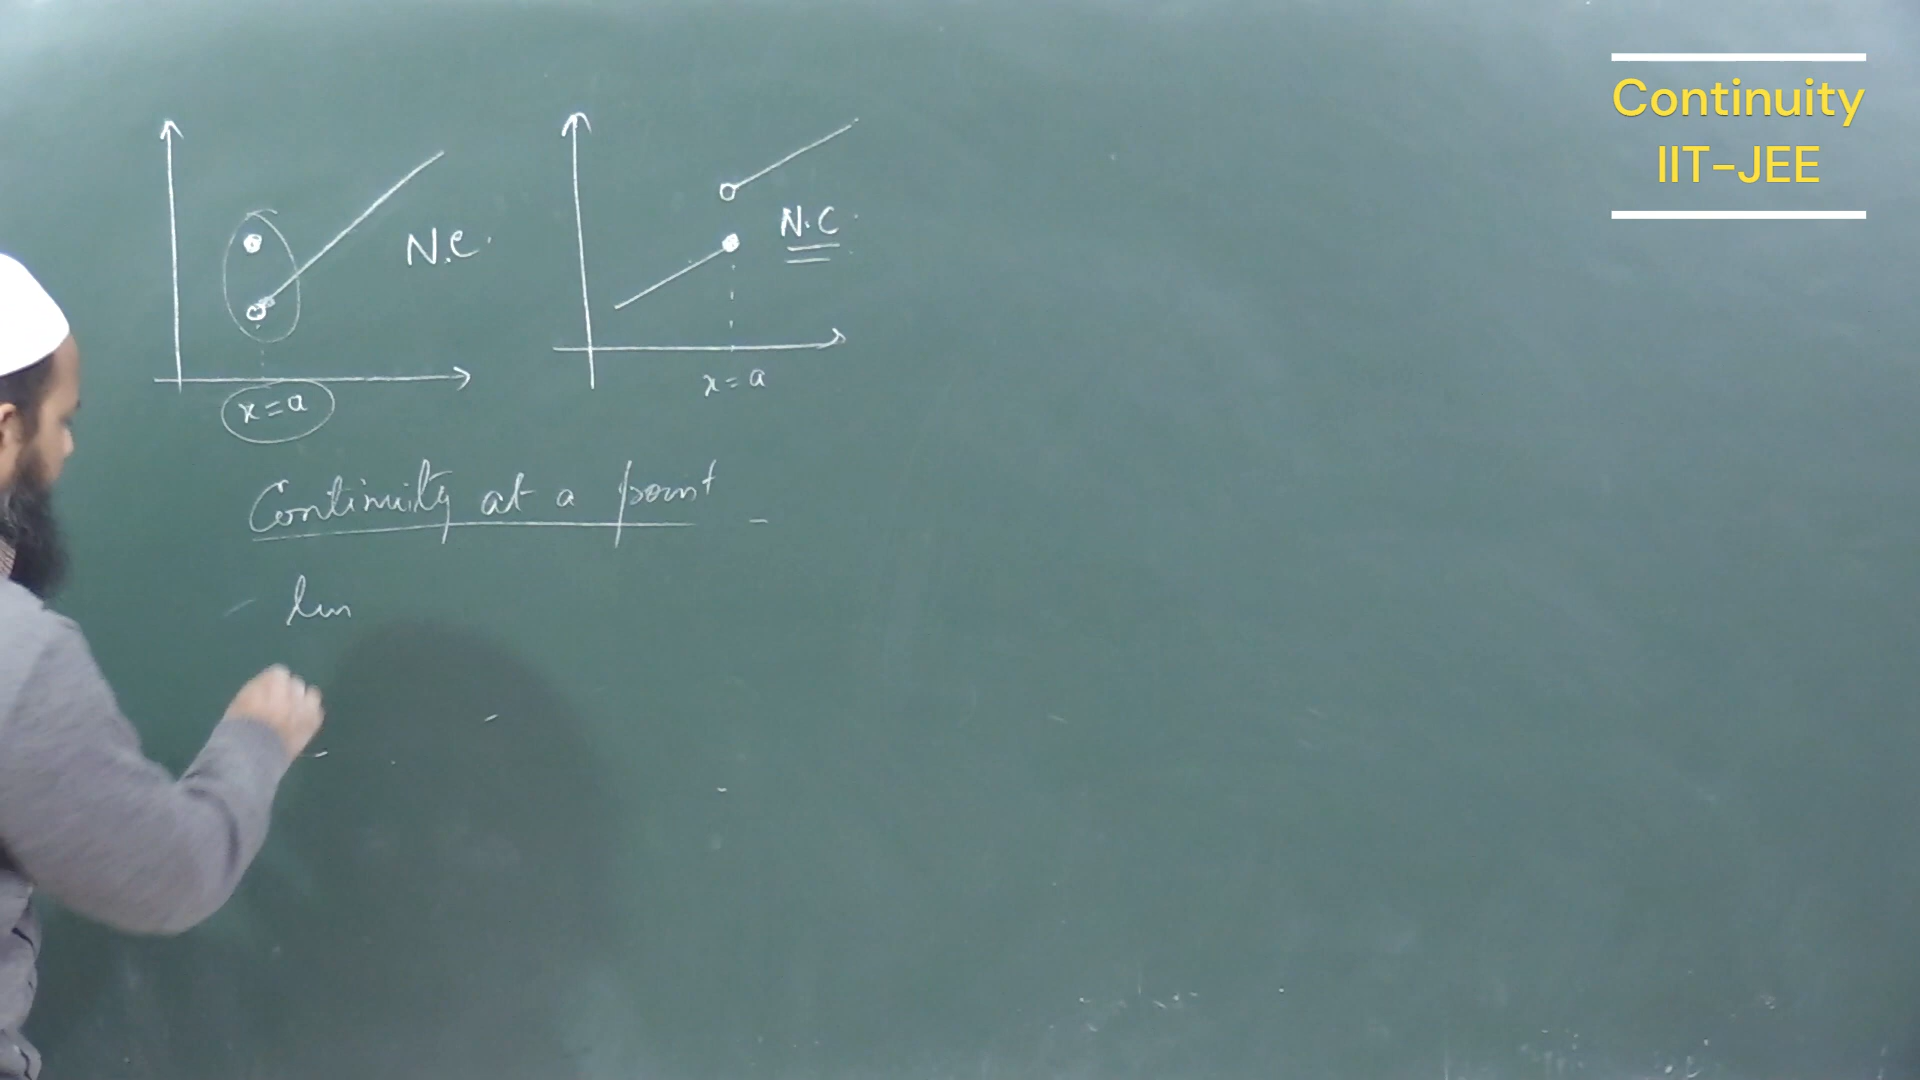 Continuity
IIT-JEE
N.C.
x=a
N.C.
x=a
Continuity at a point
lim